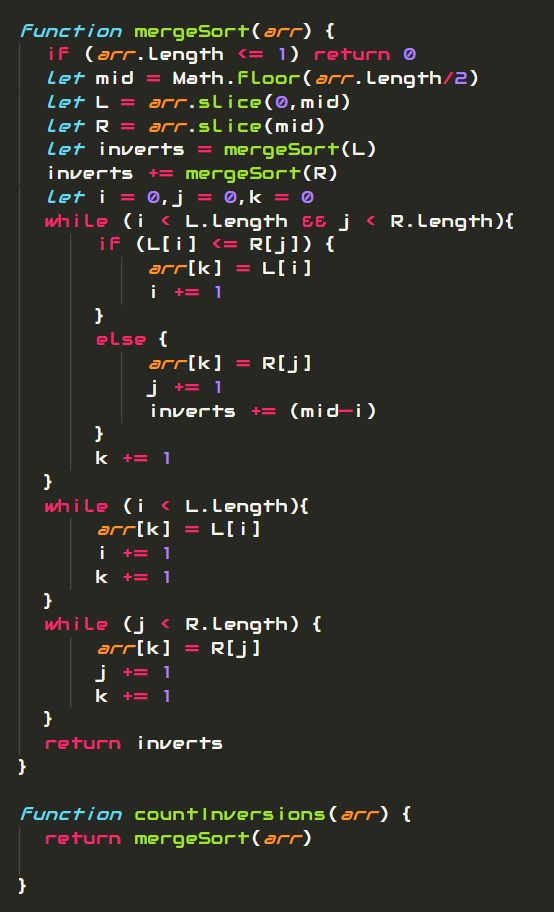 function mergeSort(arr) {
if (arr.length <= 1) return 0
let mid = Math.floor(arr.length/2)
let L = arr.slice(0,mid)
let R = arr.slice(mid)
let inverts = mergeSort(L)
inverts += mergeSort(R)
let i = 0,j = 0,k = 0
while (i < L.length && j < R.length){
if (L[i] <= R[j]) {
arr[k] = L[i]
i += 1
}
else {
arr[k] = R[j]
j += 1
inverts += (mid-i)
}
k += 1
}
while (i < L.length){
arr[k] = L[i]
i += 1
k += 1
}
while (j < R.length) {
arr[k] = R[j]
j += 1
k += 1
}
return inverts
}
function countInversions(arr) {
return mergeSort(arr)
}